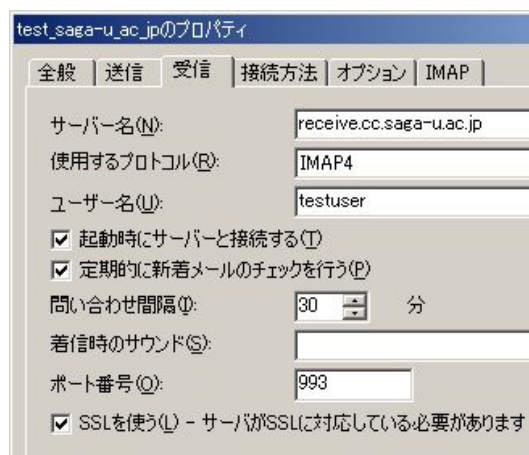 test_saga-u_ac_jpのプロパティ
全般 送信 受信 接続方法 オプション IMAP
サーバー名(N): receive.cc.saga-u.ac.jp
使用するプロトコル(R): IMAP4
ユーザー名(U): testuser
起動時にサーバーと接続する(T)
定期的に新着メールのチェックを行う(P)
問い合わせ間隔(I): 30 分
着信時のサウンド(S):
ポート番号(O): 993
SSLを使う(L) - サーバがSSLに対応している必要があります